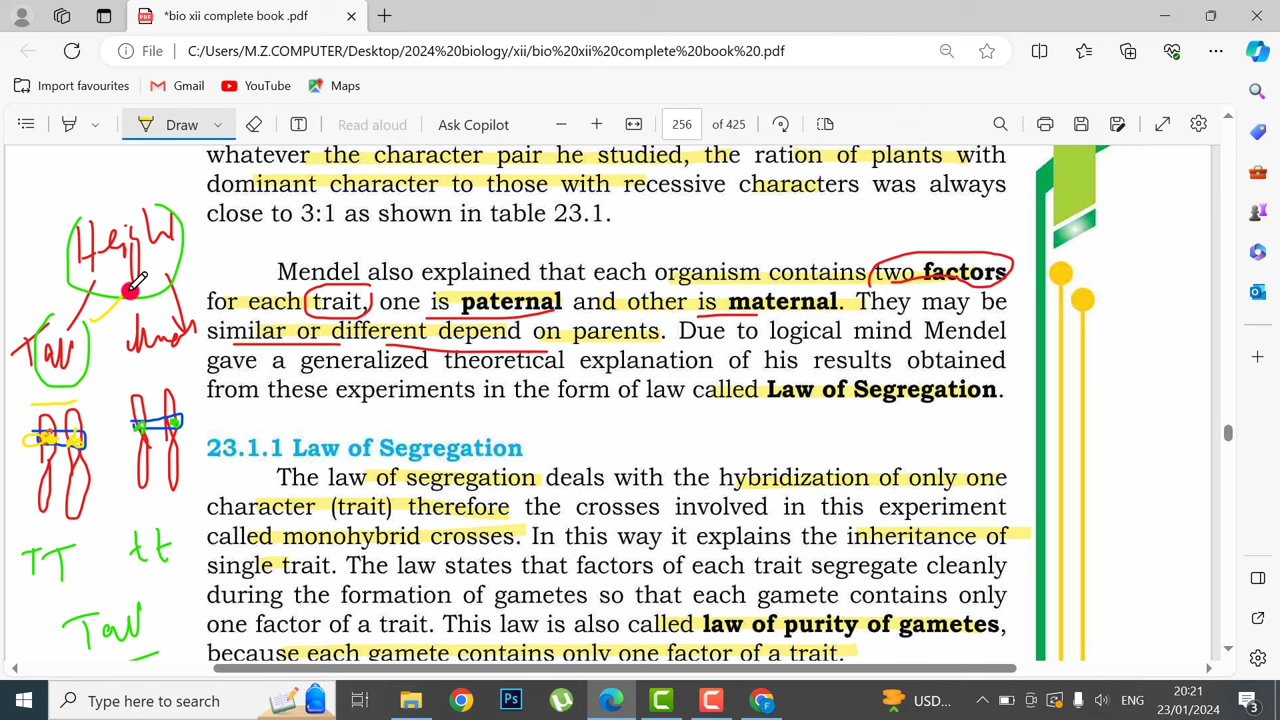 *bio xii complete book .pdf
File
C:/Users/M.Z.COMPUTER/Desktop/2024%20biology/xii/bio%20xii%20complete%20book%20.pdf
Import favourites
Gmail
YouTube
Maps
Draw
Read aloud
Ask Copilot
256
of 425
whatever the character pair he studied, the ration of plants with
dominant character to those with recessive characters was always
close to 3:1 as shown in table 23.1.
Height
Mendel also explained that each organism contains two factors
for each trait, one is paternal and other is maternal. They may be
similar or different depend on parents. Due to logical mind Mendel
gave a generalized theoretical explanation of his results obtained
from these experiments in the form of law called Law of Segregation.
Tall
23.1.1 Law of Segregation
The law of segregation deals with the hybridization of only one
character (trait) therefore the crosses involved in this experiment
called monohybrid crosses. In this way it explains the inheritance of
single trait. The law states that factors of each trait segregate cleanly
during the formation of gametes so that each gamete contains only
one factor of a trait. This law is also called law of purity of gametes,
because each gamete contains only one factor of a trait.
TT
tt
Tall
Type here to search
USD...
ENG
20:21
23/01/2024
3